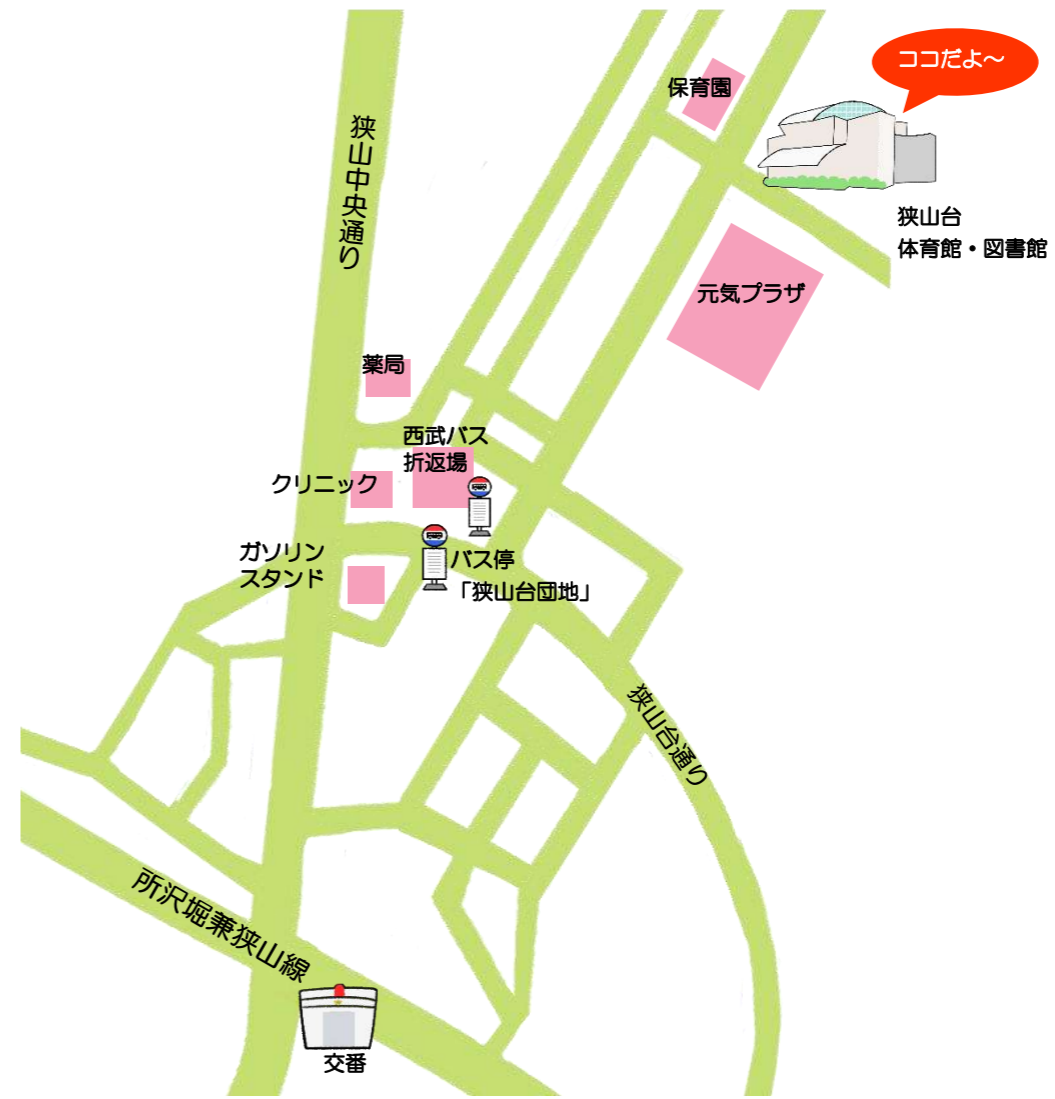 ココだよ～
保育園
狭山中央通り
狭山台
体育館・図書館
元気プラザ
薬局
西武バス
折返場
クリニック
ガソリン
スタンド
バス停
「狭山台団地」
狭山台通り
所沢堀兼狭山線
交番